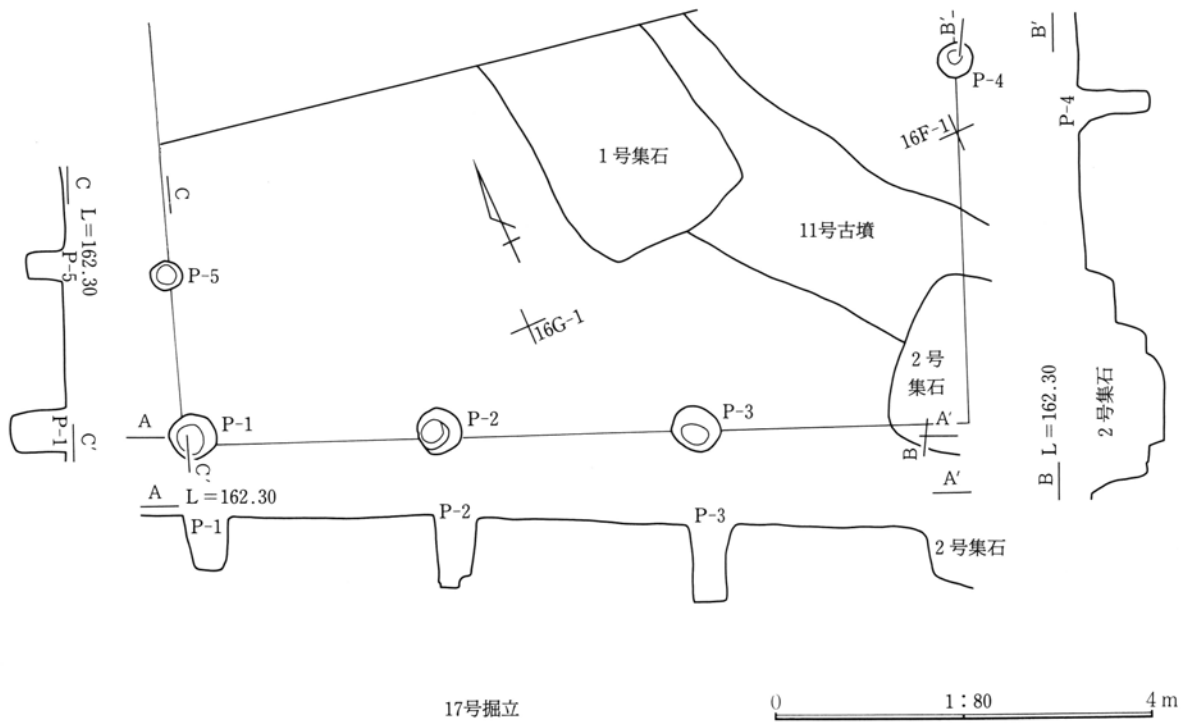 B'
B'
P-4
P-4
16F-1
1号集石
C
C
L=162.30
11号古墳
P-5
P-5
16G-1
2号
集石
L=162.30
2号集石
A
P-1
P-2
P-3
A'
B
P-1
C'
C'
A
L=162.30
A'
B
P-1
P-2
P-3
2号集石
17号掘立
0
1:80
4m